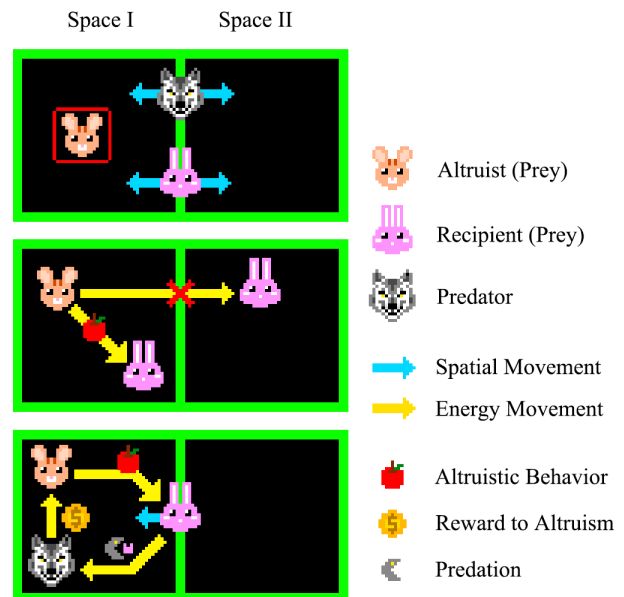 Space I
Space II
Altruist (Prey)
Recipient (Prey)
Predator
Spatial Movement
Energy Movement
Altruistic Behavior
$ Reward to Altruism
Predation